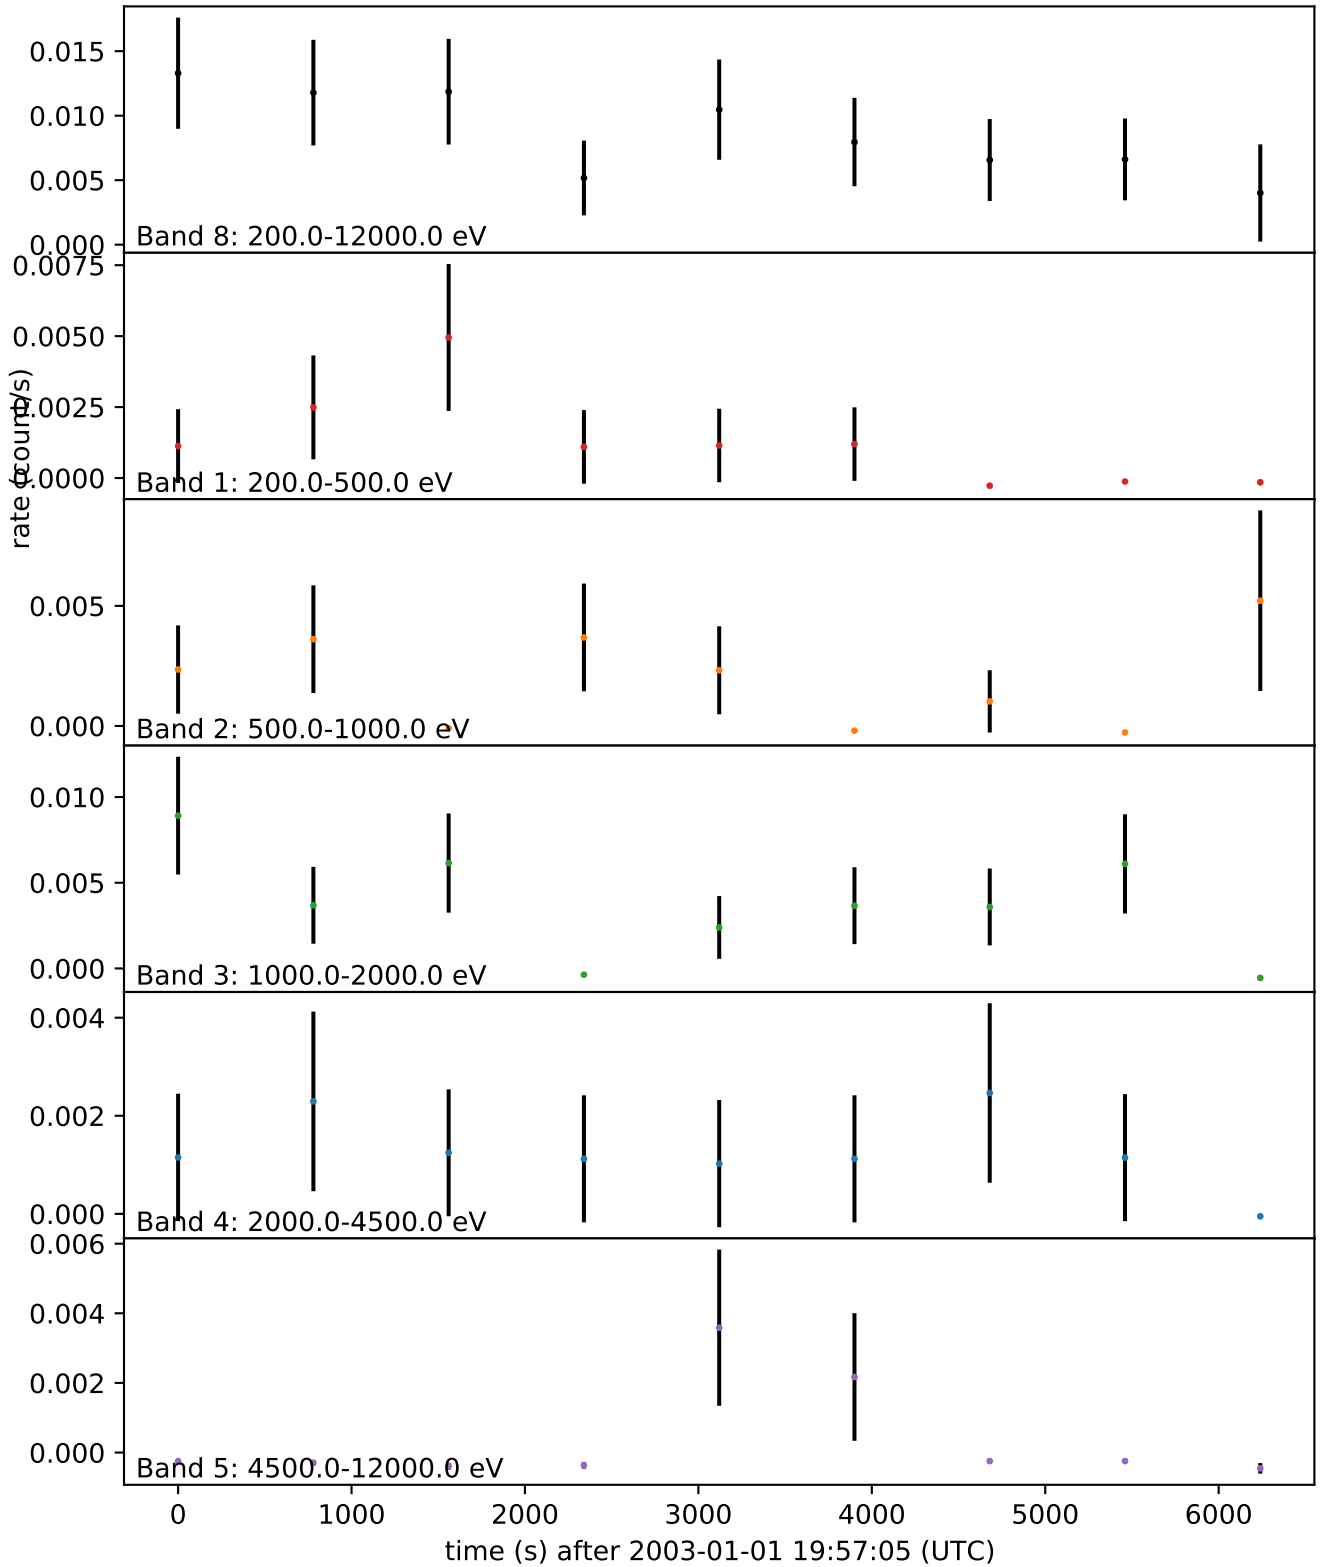 0.015
0.010
0.005
0.000
Band 8: 200.0-12000.0 eV
0.0075
0.0050
0.0025
0.0000
Band 1: 200.0-500.0 eV
rate (count/s)
0.005
0.000
Band 2: 500.0-1000.0 eV
0.010
0.005
0.000
Band 3: 1000.0-2000.0 eV
0.004
0.002
0.000
Band 4: 2000.0-4500.0 eV
0.006
0.004
0.002
0.000
Band 5: 4500.0-12000.0 eV
0 1000 2000 3000 4000 5000 6000
time (s) after 2003-01-01 19:57:05 (UTC)